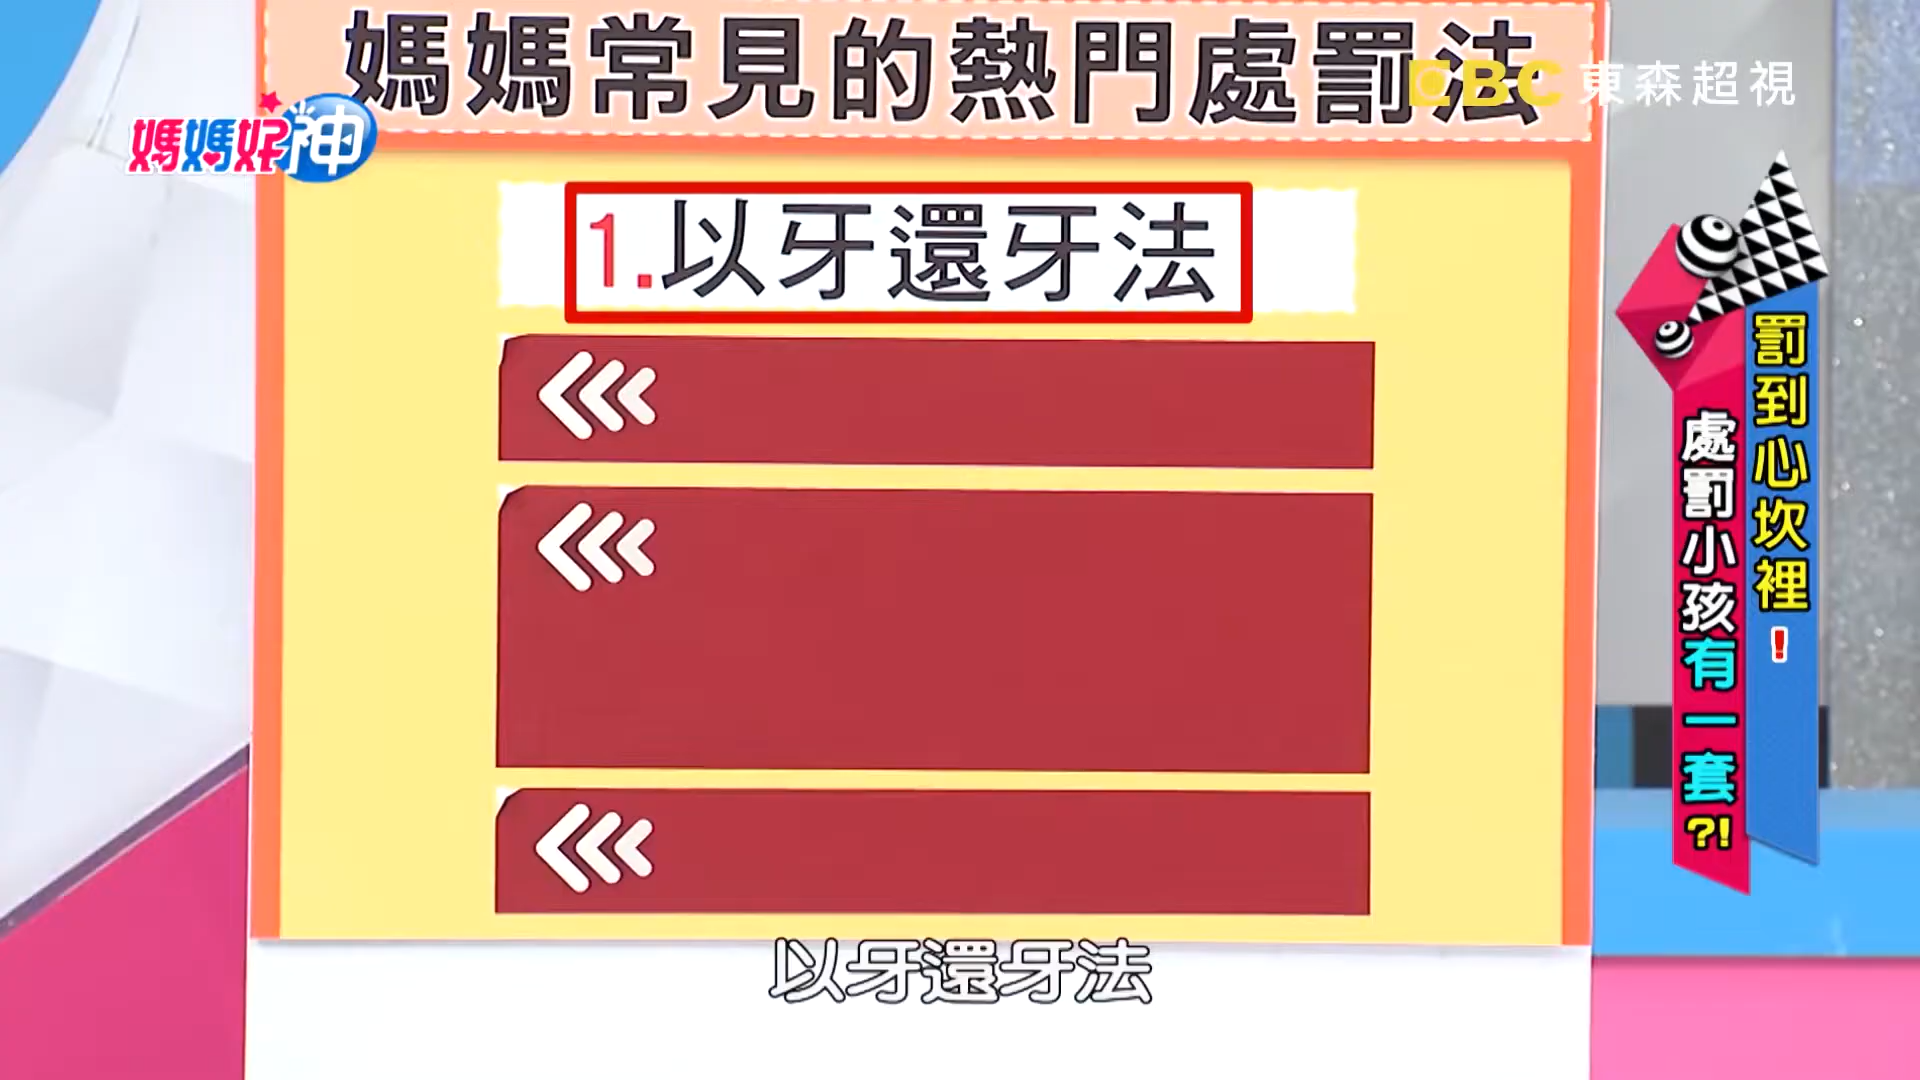 媽媽常見的熱門處罰法
EBC 東森超視
媽媽好神
1.以牙還牙法
罰到心坎裡!
處罰小孩有一套?!
以牙還牙法